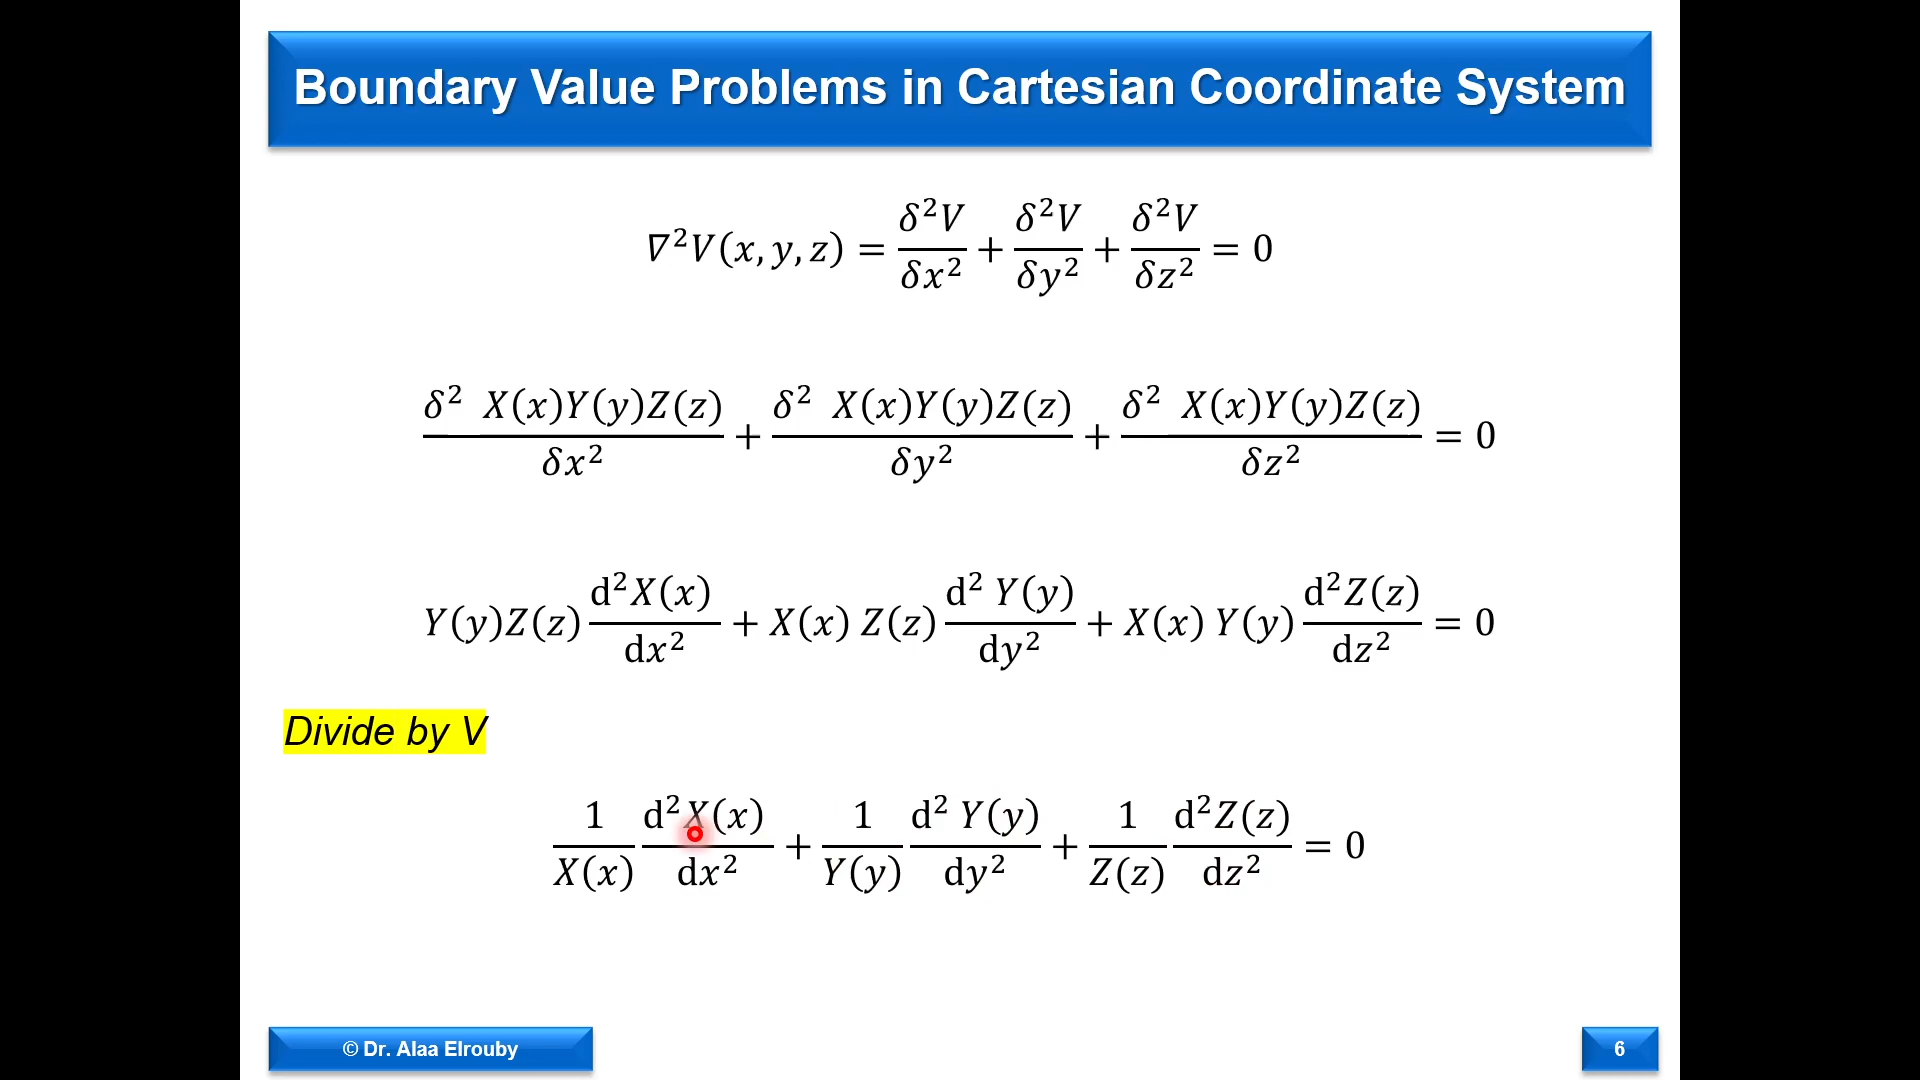 Boundary Value Problems in Cartesian Coordinate System
∇²V(x, y, z) = δ²V/δx² + δ²V/δy² + δ²V/δz² = 0
δ² X(x)Y(y)Z(z)/δx² + δ² X(x)Y(y)Z(z)/δy² + δ² X(x)Y(y)Z(z)/δz² = 0
Y(y)Z(z) d²X(x)/dx² + X(x) Z(z) d² Y(y)/dy² + X(x) Y(y) d²Z(z)/dz² = 0
Divide by V
1/X(x) d²X(x)/dx² + 1/Y(y) d² Y(y)/dy² + 1/Z(z) d²Z(z)/dz² = 0
© Dr. Alaa Elrouby
6